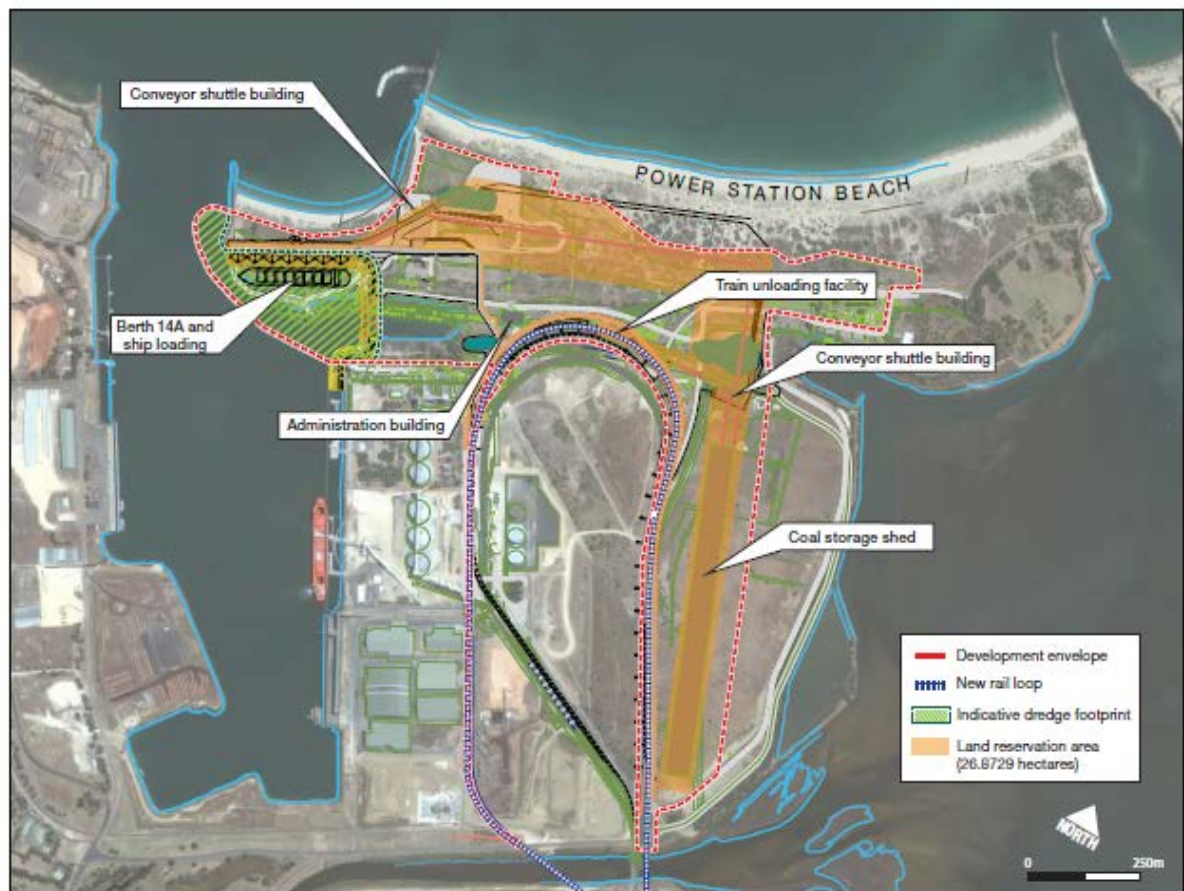 Conveyor shuttle building
POWER STATION BEACH
Train unloading facility
Berth 14A and
ship loading
Conveyor shuttle building
Administration building
Coal storage shed
Development envelope
New rail loop
Indicative dredge footprint
Land reservation area
(26.8729 hectares)
NORTH
0 250m